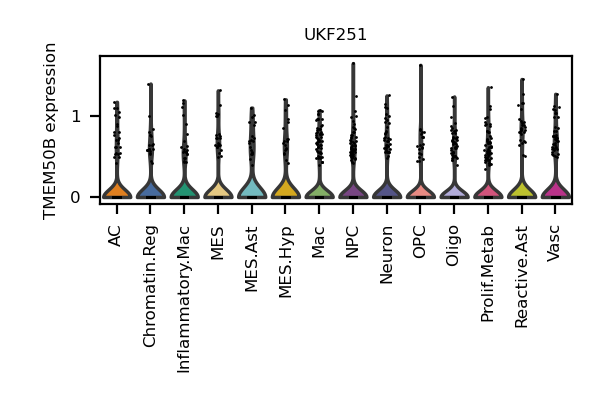 UKF251
TMEM50B expression
1
0
AC
Chromatin.Reg
Inflammatory.Mac
MES
MES.Ast
MES.Hyp
Mac
NPC
Neuron
OPC
Oligo
Prolif.Metab
Reactive.Ast
Vasc